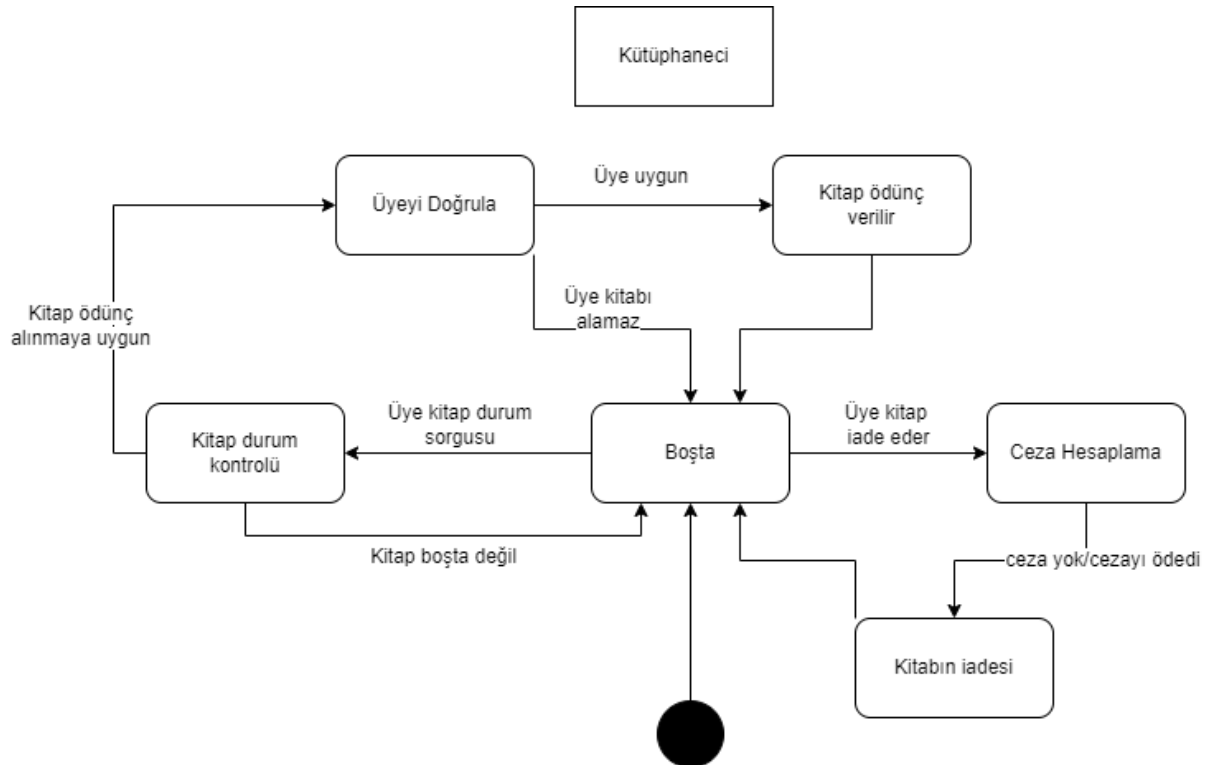 Kütüphaneci
Üyeyi Doğrula
Üye uygun
Kitap ödünç
verilir
Üye kitabı
alamaz
Kitap ödünç
alınmaya uygun
Kitap durum
kontrolü
Üye kitap durum
sorgusu
Boşta
Üye kitap
iade eder
Ceza Hesaplama
Kitap boşta değil
ceza yok/cezayı ödedi
Kitabın iadesi